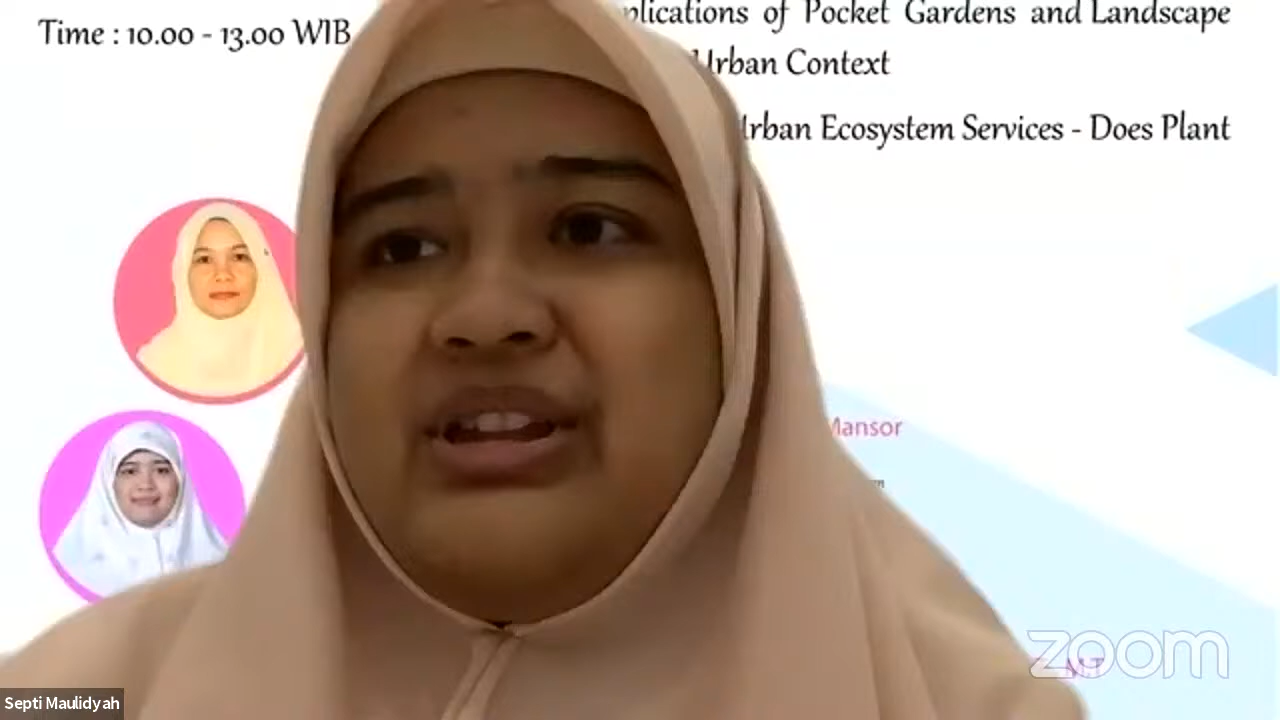 Time : 10.00 - 13.00 WIB
plications of Pocket Gardens and Landscape
Urban Context
Urban Ecosystem Services - Does Plant
Mansor
M.T
zoom
Septi Maulidyah